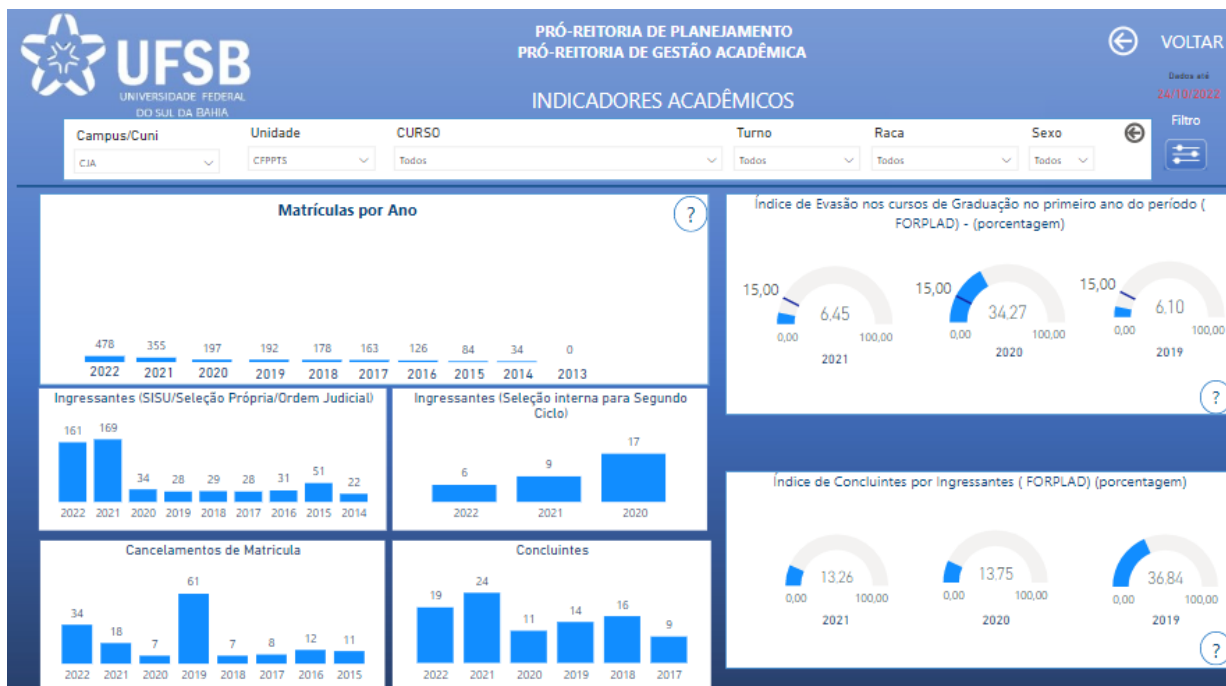 UFSB
UNIVERSIDADE FEDERAL
DO SUL DA BAHIA
PRÓ-REITORIA DE PLANEJAMENTO
PRÓ-REITORIA DE GESTÃO ACADÊMICA
INDICADORES ACADÊMICOS
VOLTAR
Dados até
24/10/2022
Filtro
Campus/Cuni Unidade CURSO Turno Raca Sexo
CJA CFPPTS Todos Todos Todos Todos
Matrículas por Ano
?
478 355 197 192 178 163 126 84 34 0
2022 2021 2020 2019 2018 2017 2016 2015 2014 2013
Índice de Evasão nos cursos de Graduação no primeiro ano do período (
FORPLAD) - (porcentagem)
15,00 6,45 0,00 100,00 2021
15,00 34,27 0,00 100,00 2020
15,00 6,10 0,00 100,00 2019
?
Ingressantes (SISU/Seleção Própria/Ordem Judicial)
161 169 34 28 29 28 31 51 22
2022 2021 2020 2019 2018 2017 2016 2015 2014
Ingressantes (Seleção interna para Segundo
Ciclo)
6 9 17
2022 2021 2020
Índice de Concluintes por Ingressantes ( FORPLAD) (porcentagem)
13,26 0,00 100,00 2021
13,75 0,00 100,00 2020
36,84 0,00 100,00 2019
?
Cancelamentos de Matricula
34 18 7 61 7 8 12 11
2022 2021 2020 2019 2018 2017 2016 2015
Concluintes
19 24 11 14 16 9
2022 2021 2020 2019 2018 2017